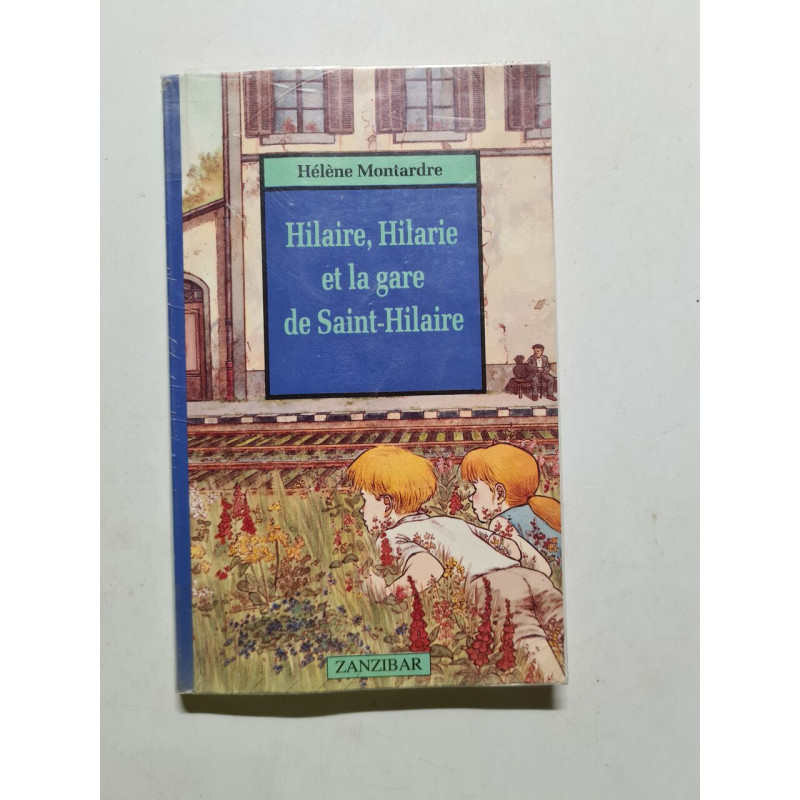 Hélène Montardre
Hilaire, Hilarie
et la gare
de Saint-Hilaire
ZANZIBAR